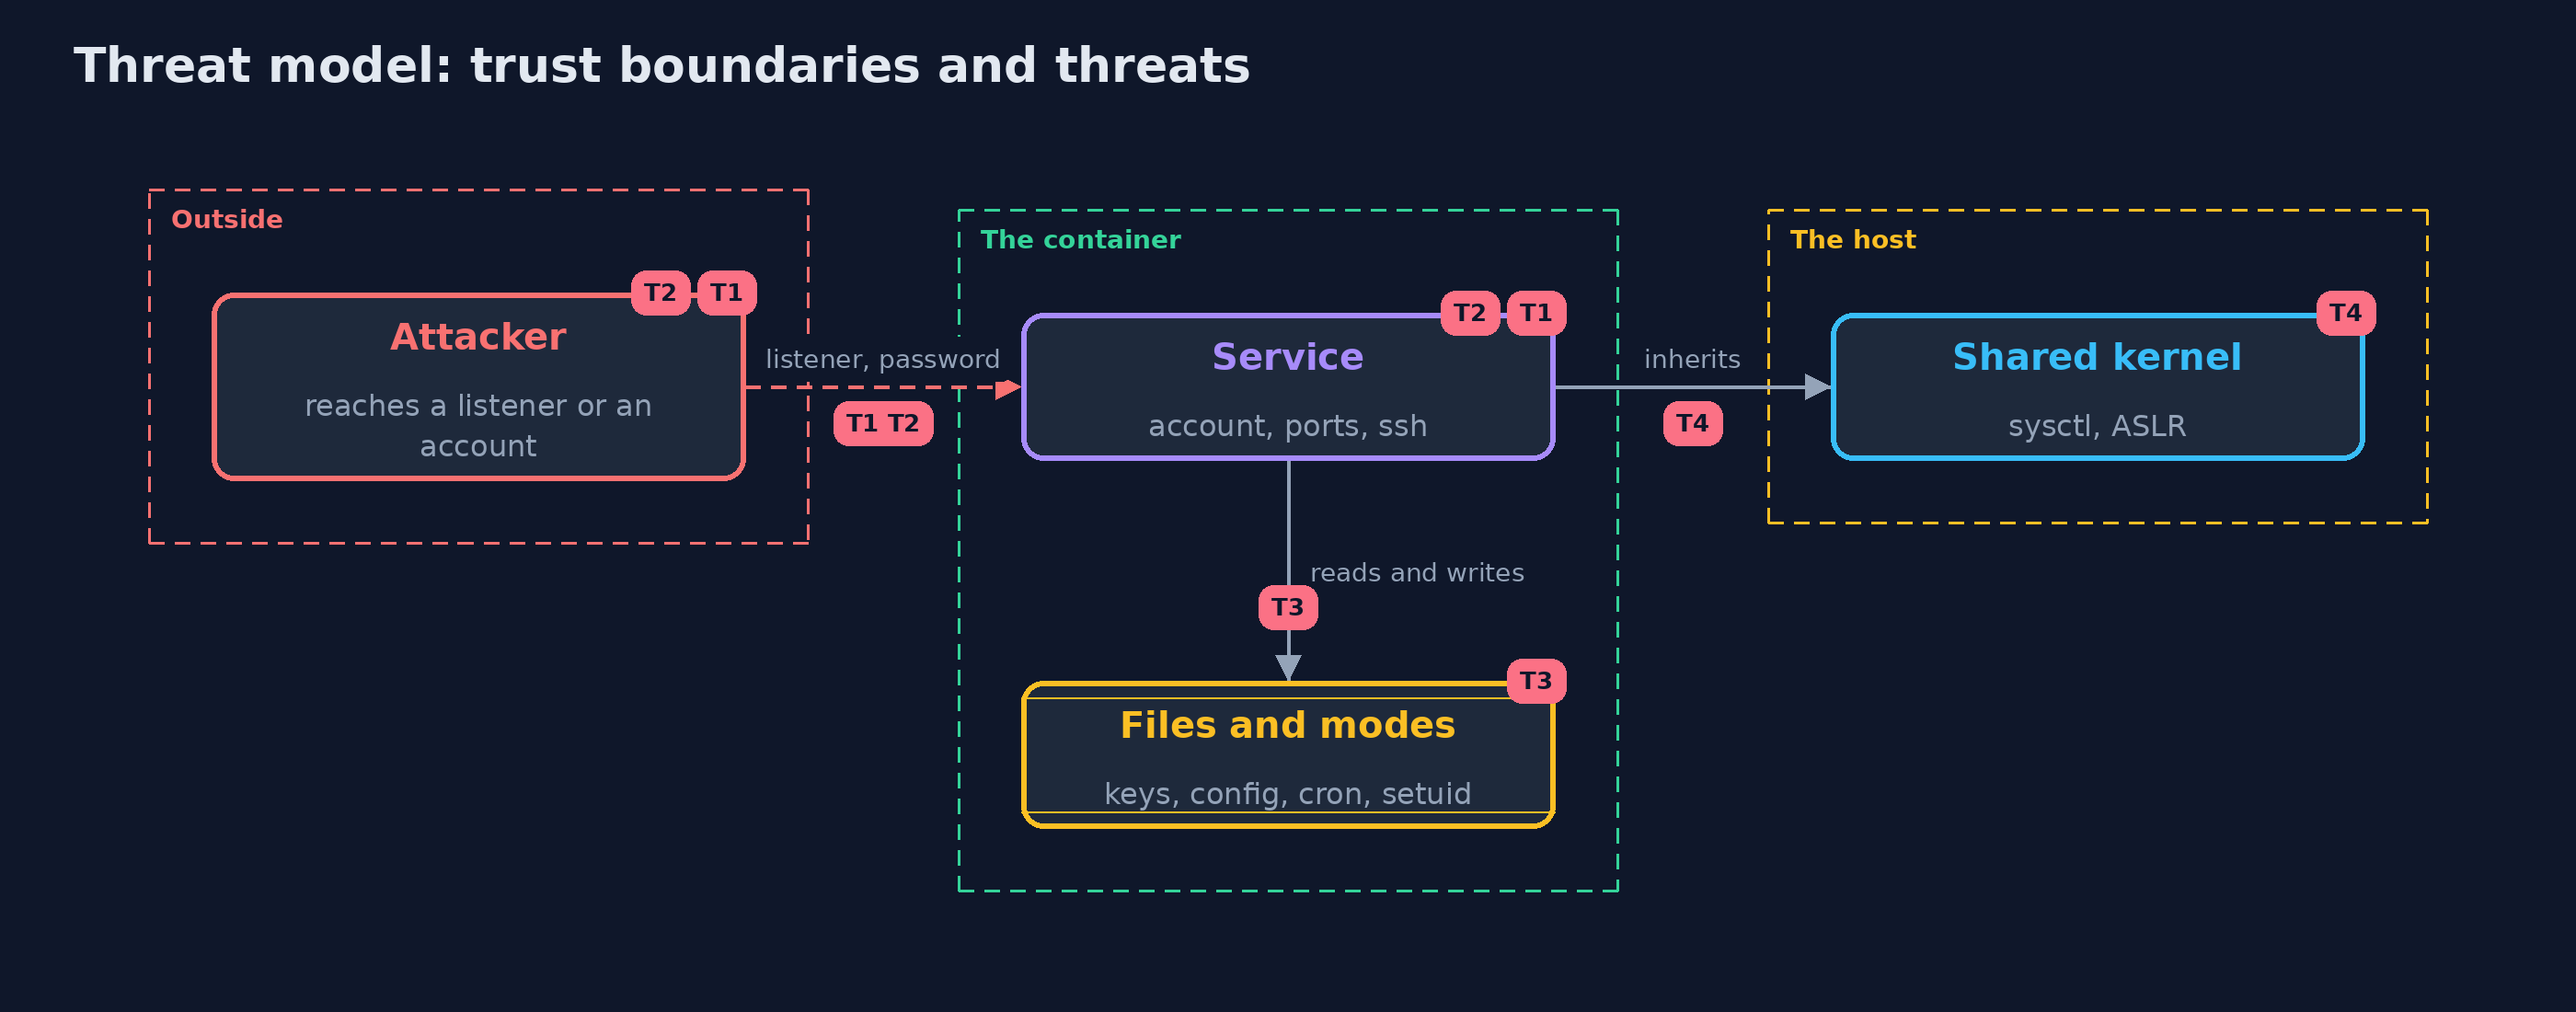 Threat model: trust boundaries and threats
Outside
T2 T1
Attacker
reaches a listener or an
account
listener, password
T1 T2
The container
T2 T1
Service
account, ports, ssh
inherits
T4
The host
T4
Shared kernel
sysctl, ASLR
reads and writes
T3
T3
Files and modes
keys, config, cron, setuid